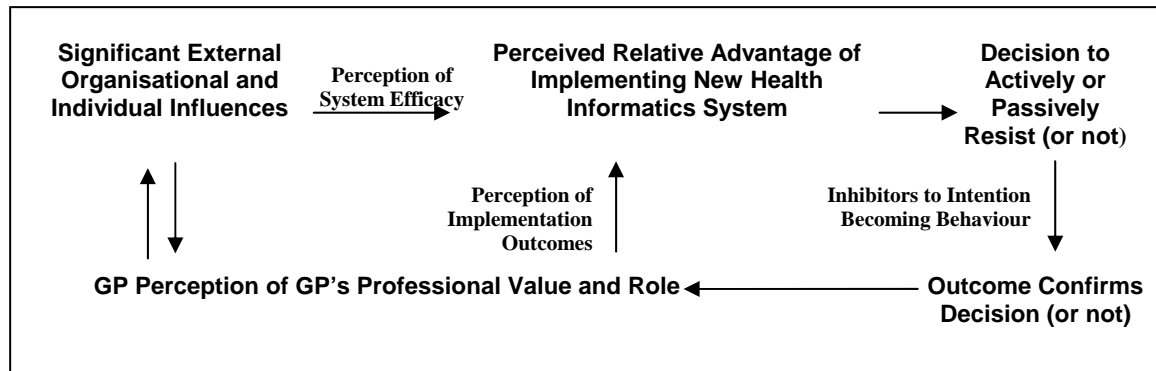 Significant External
Organisational and
Individual Influences
Perception of
System Efficacy
Perceived Relative Advantage of
Implementing New Health
Informatics System
Decision to
Actively or
Passively
Resist (or not)
Perception of
Implementation
Outcomes
Inhibitors to Intention
Becoming Behaviour
GP Perception of GP's Professional Value and Role
Outcome Confirms
Decision (or not)